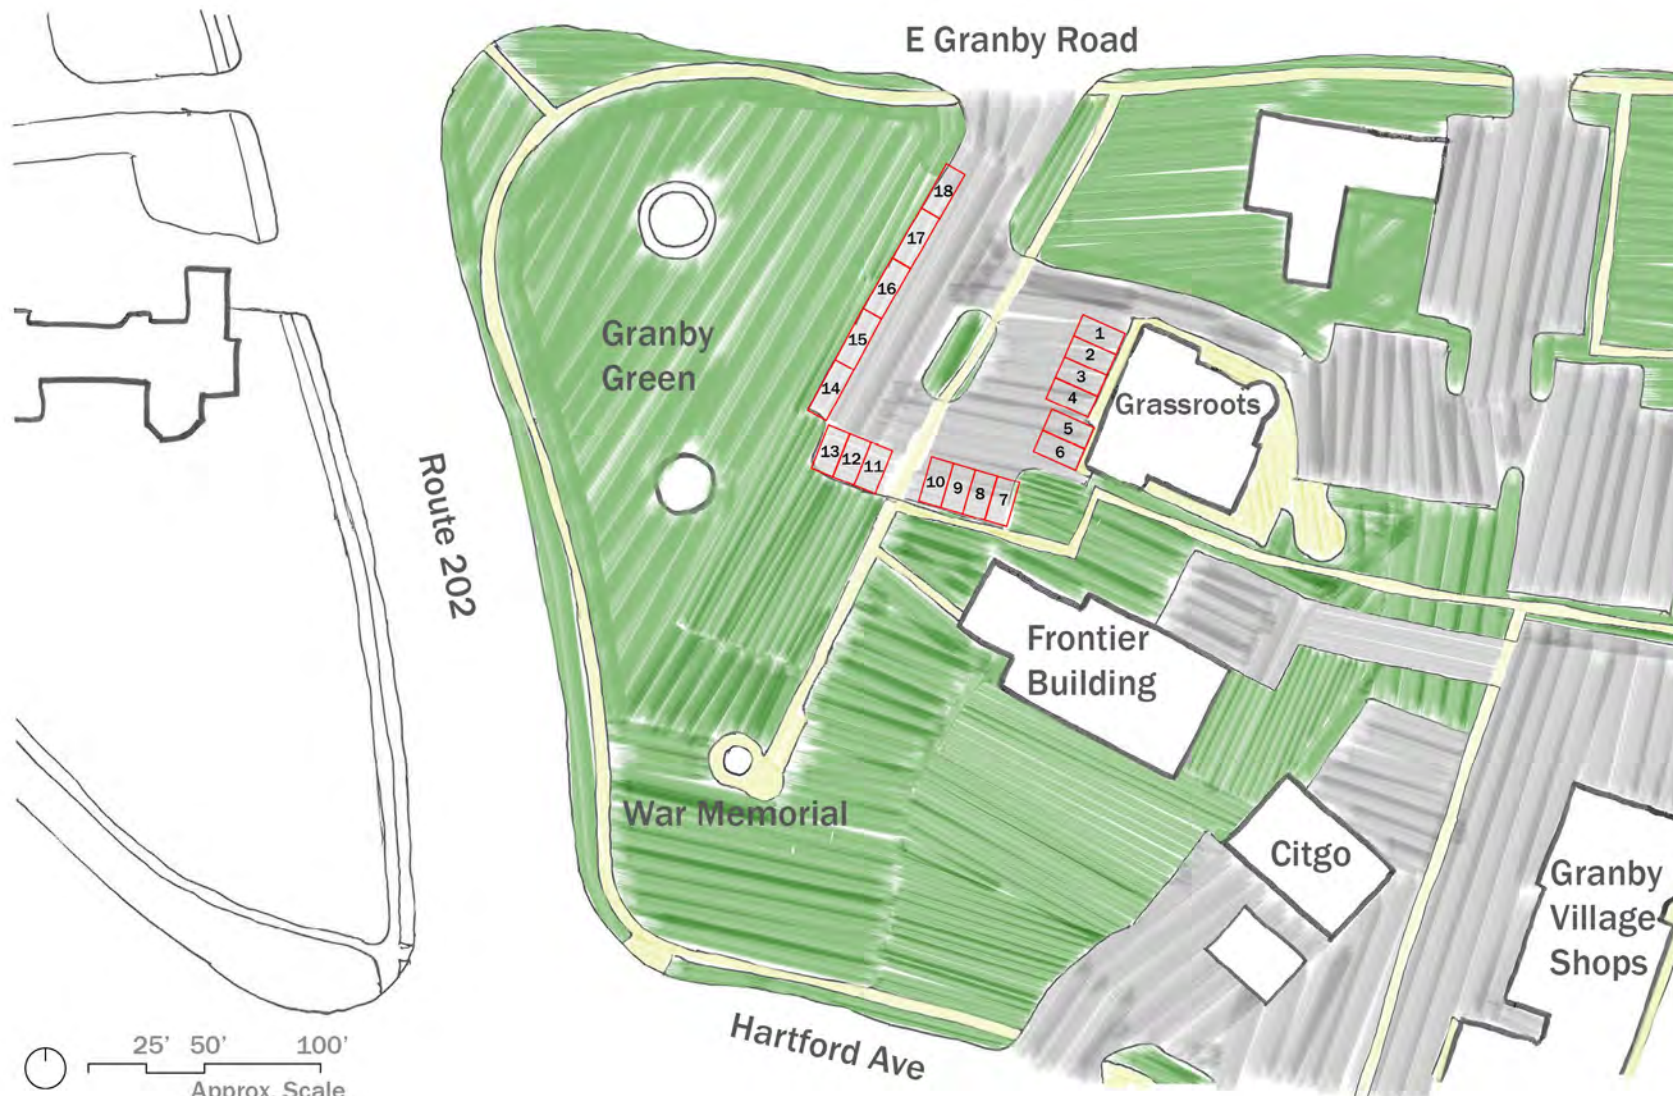 E Granby Road
18
17
16
15
14
13
12
11
10
9
8
7
1
2
3
4
5
6
Granby
Green
Grassroots
Route 202
Frontier
Building
War Memorial
Citgo
Granby
Village
Shops
Hartford Ave
25' 50' 100'
Approx. Scale